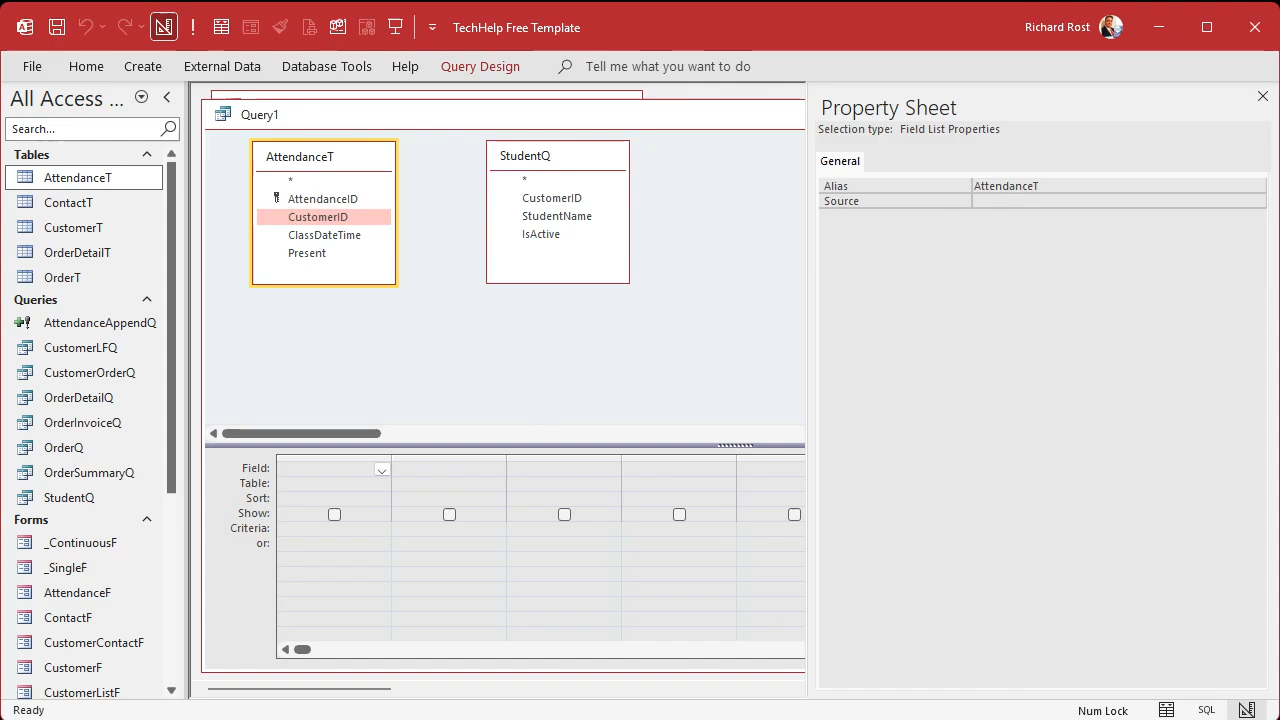 TechHelp Free Template
Richard Rost
File Home Create External Data Database Tools Help Query Design Tell me what you want to do
All Access ...
Search...
Tables
AttendanceT
ContactT
CustomerT
OrderDetailT
OrderT
Queries
AttendanceAppendQ
CustomerLFQ
CustomerOrderQ
OrderDetailQ
OrderInvoiceQ
OrderQ
OrderSummaryQ
StudentQ
Forms
_ContinuousF
_SingleF
AttendanceF
ContactF
CustomerContactF
CustomerF
CustomerListF
Query1
AttendanceT
*
AttendanceID
CustomerID
ClassDateTime
Present
StudentQ
*
CustomerID
StudentName
IsActive
Field:
Table:
Sort:
Show:
Criteria:
or:
Property Sheet
Selection type: Field List Properties
General
Alias AttendanceT
Source
Ready
Num Lock
SQL